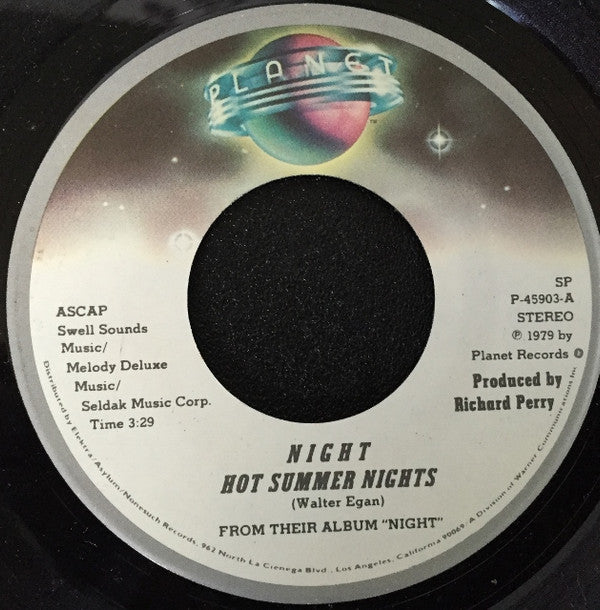 PLANET
™
ASCAP
Swell Sounds
Music/
Melody Deluxe
Music/
Seldak Music Corp.
Time 3:29
SP
P-45903-A
STEREO
℗ 1979 by
Planet Records
Produced by
Richard Perry
NIGHT
HOT SUMMER NIGHTS
(Walter Egan)
FROM THEIR ALBUM "NIGHT"
Distributed by Elektra/Asylum/Nonesuch Records, 962 North La Cienega Blvd., Los Angeles, California 90069. A Division of Warner Communications Inc.